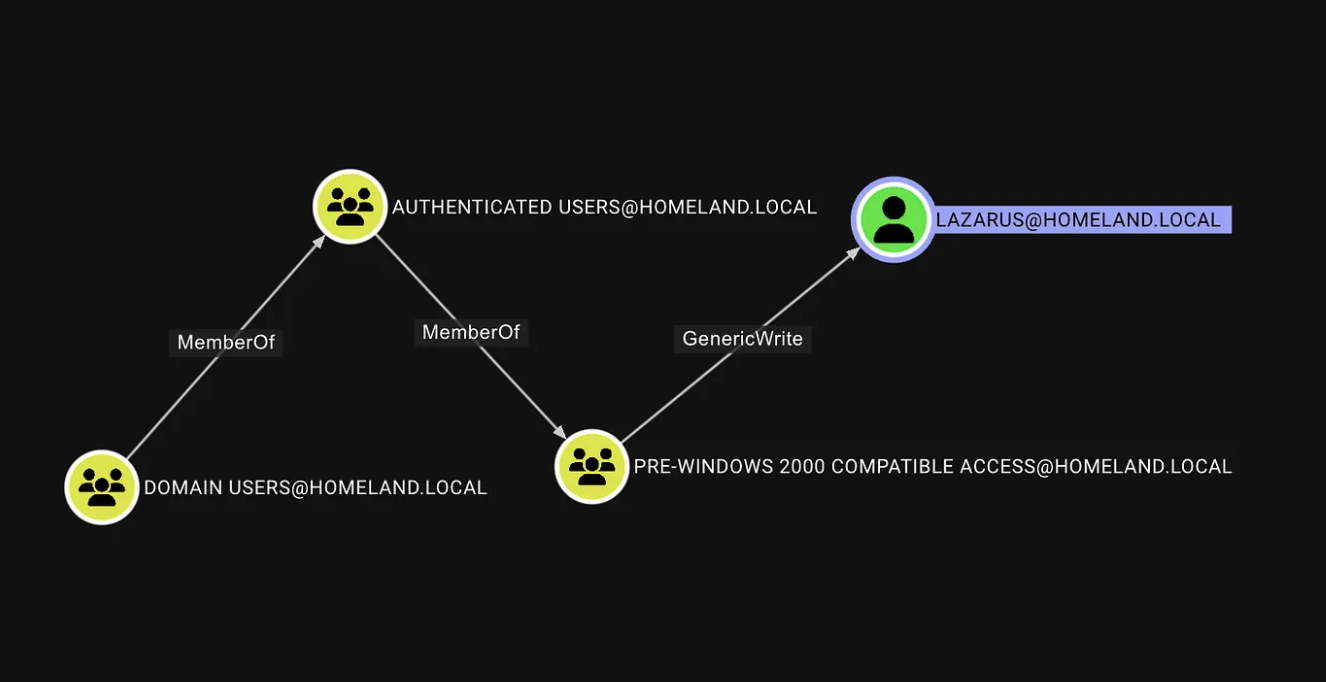 AUTHENTICATED USERS@HOMELAND.LOCAL
LAZARUS@HOMELAND.LOCAL
MemberOf
MemberOf
GenericWrite
DOMAIN USERS@HOMELAND.LOCAL
PRE-WINDOWS 2000 COMPATIBLE ACCESS@HOMELAND.LOCAL